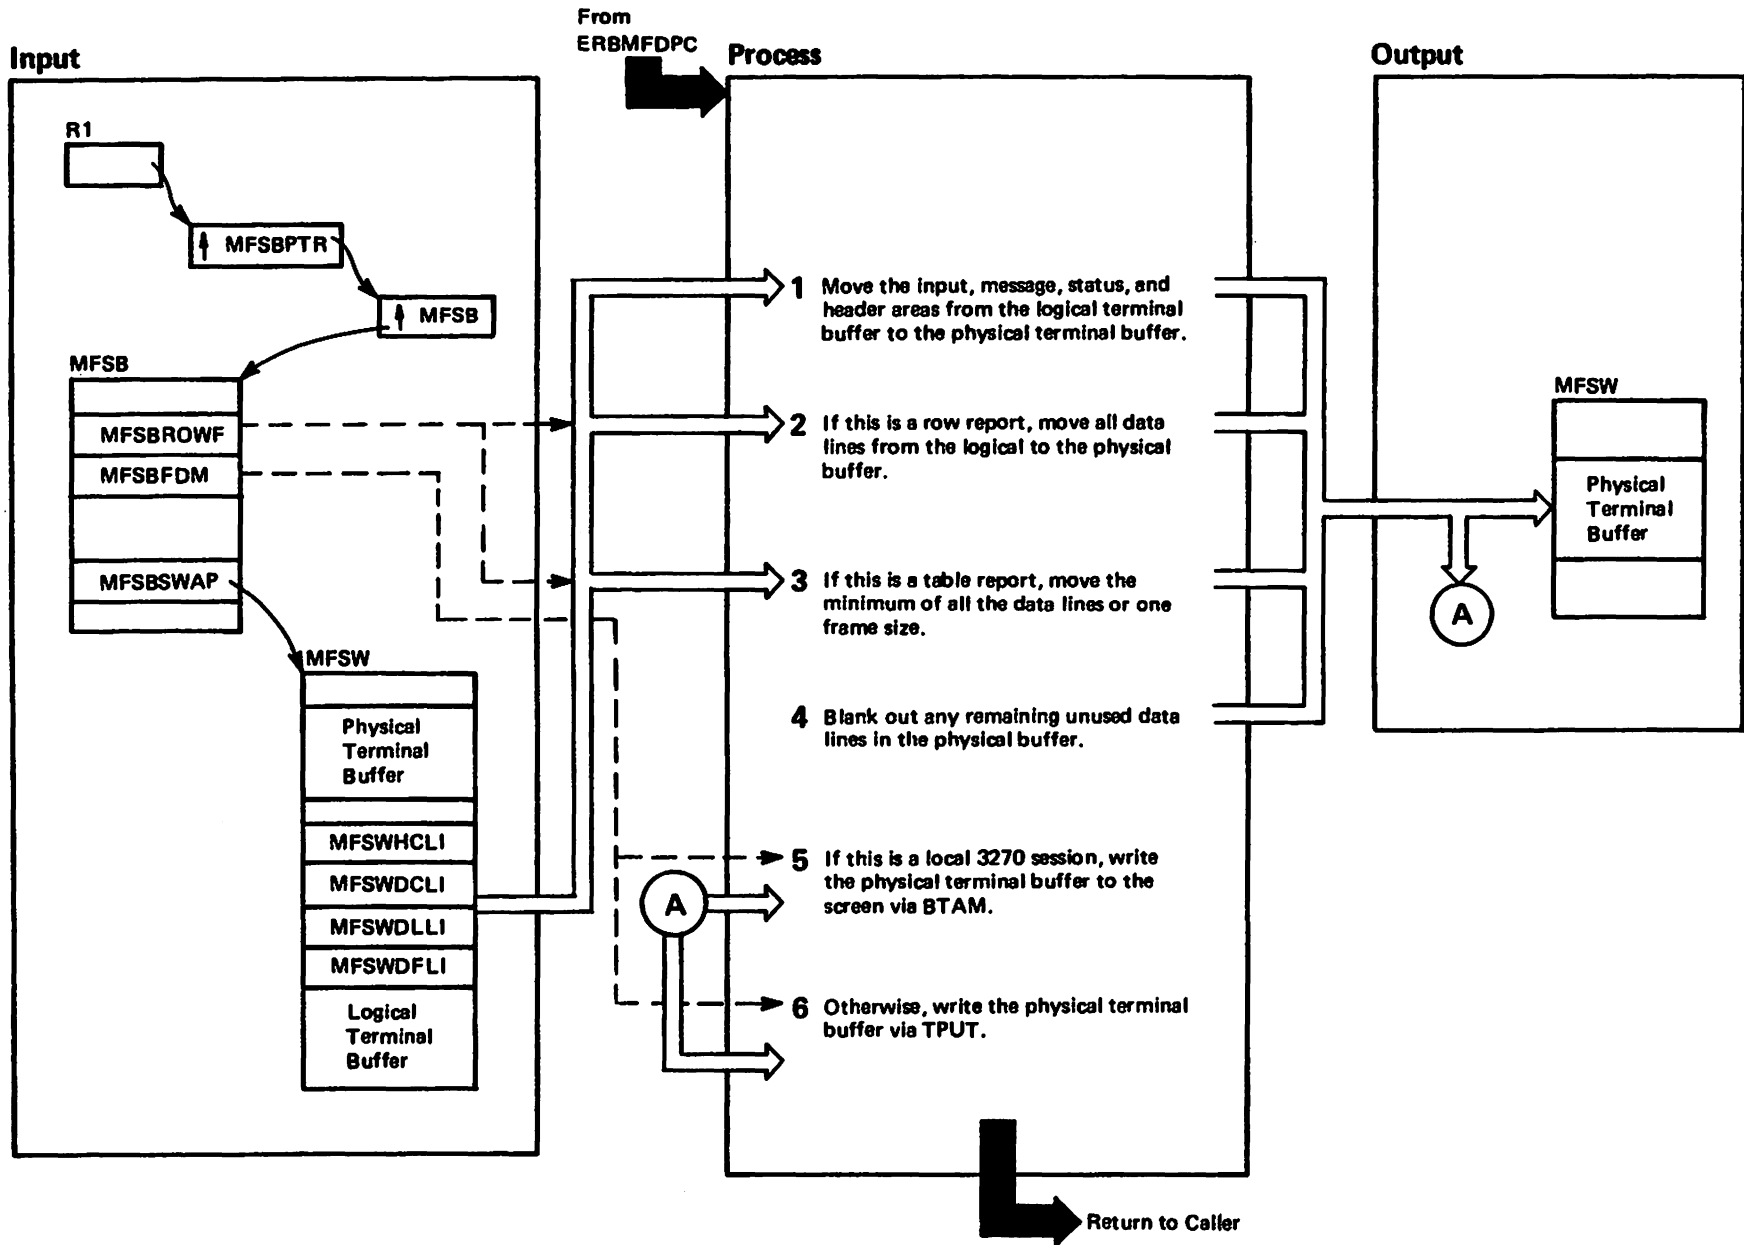 From
ERBMFDPC
Input
Process
Output
R1
MFSBPTR
MFSB
MFSB
MFSBROWF
MFSBFDM
MFSBSWAP
MFSW
Physical
Terminal
Buffer
MFSWHCLI
MFSWDCLI
MFSWDLLI
MFSWDFLI
Logical
Terminal
Buffer
1 Move the input, message, status, and
header areas from the logical terminal
buffer to the physical terminal buffer.
2 If this is a row report, move all data
lines from the logical to the physical
buffer.
3 If this is a table report, move the
minimum of all the data lines or one
frame size.
4 Blank out any remaining unused data
lines in the physical buffer.
A
5 If this is a local 3270 session, write
the physical terminal buffer to the
screen via BTAM.
6 Otherwise, write the physical terminal
buffer via TPUT.
MFSW
Physical
Terminal
Buffer
A
Return to Caller